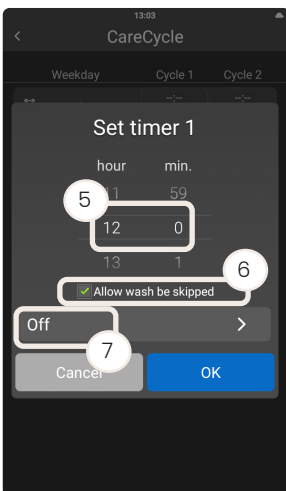 13:03
CareCycle
Weekday Cycle 1 Cycle 2
--:-- --:--
Set timer 1
hour min.
5
11 59
12 0
13 1
6
Allow wash be skipped
Off
7
Cancel OK